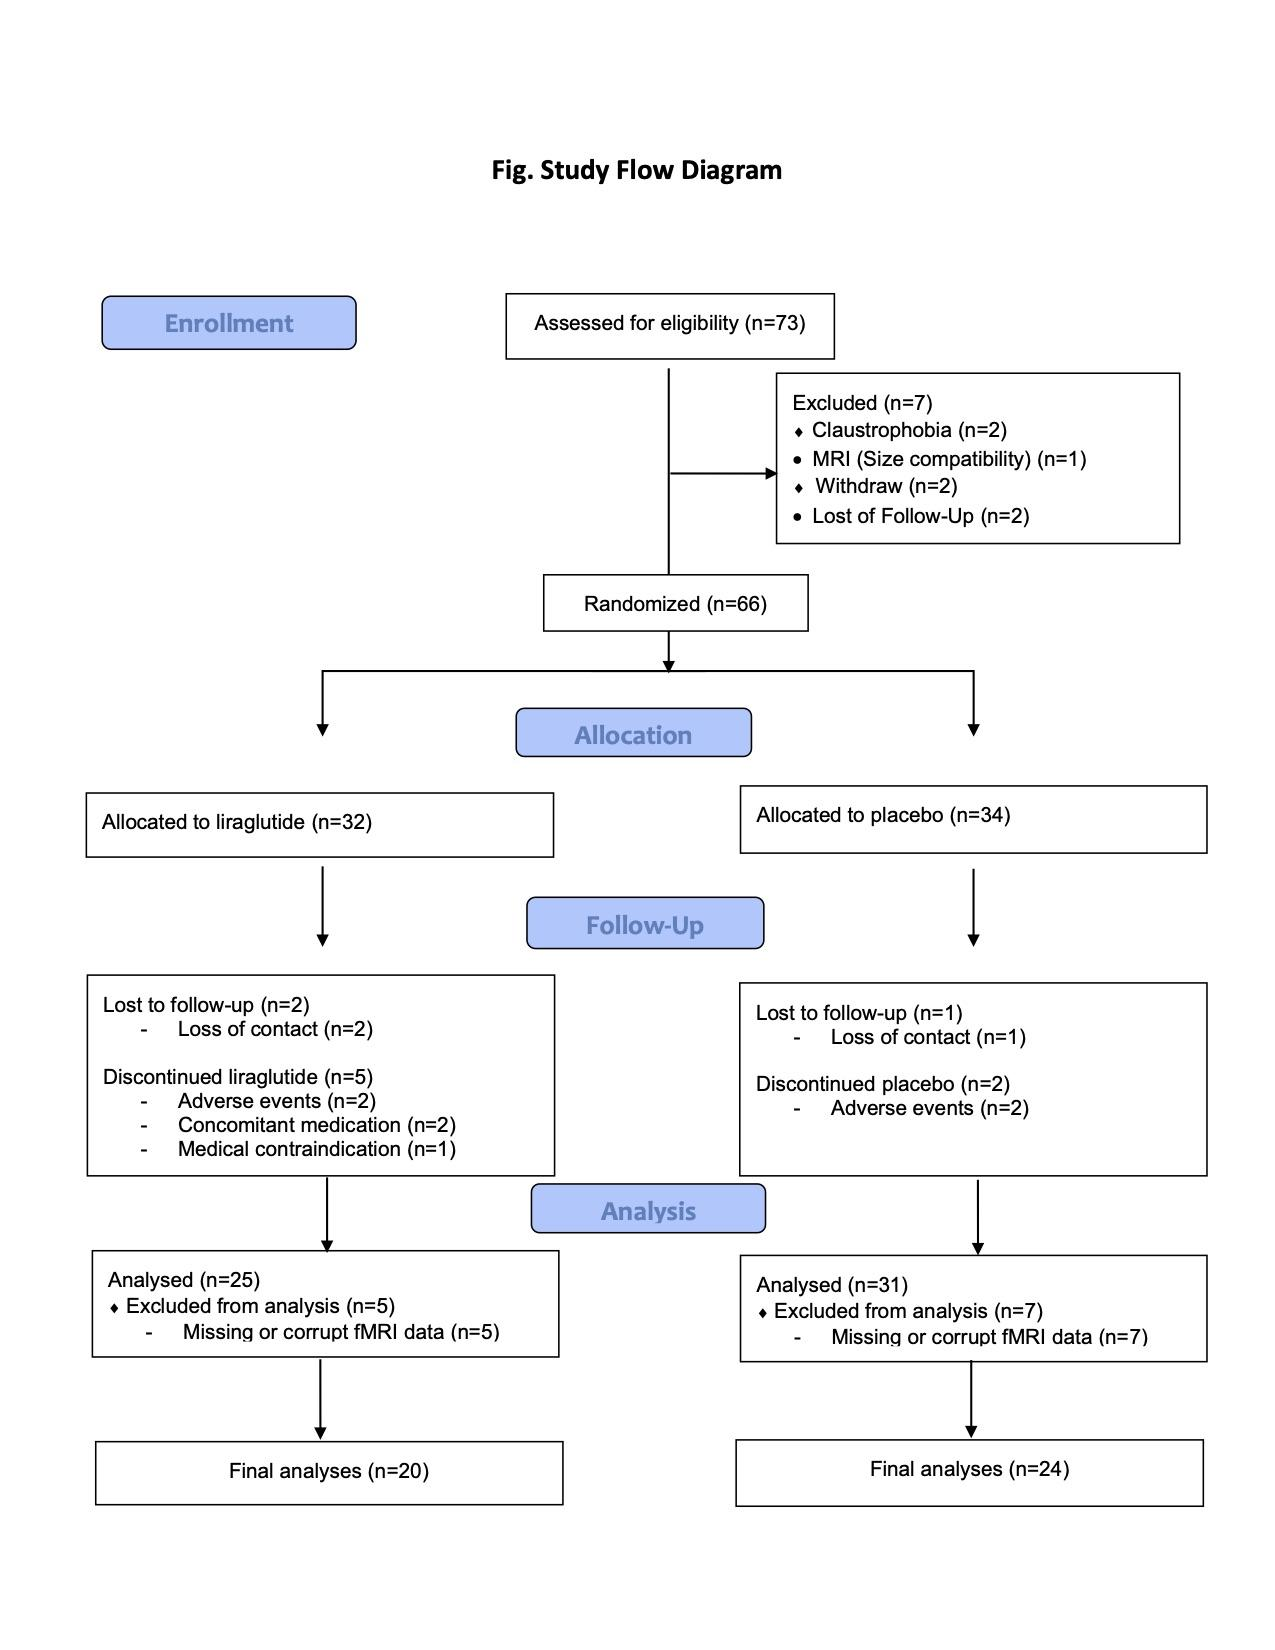 Fig. Study Flow Diagram
Enrollment
Assessed for eligibility (n=73)
Excluded (n=7)
♦ Claustrophobia (n=2)
• MRI (Size compatibility) (n=1)
♦ Withdraw (n=2)
• Lost of Follow-Up (n=2)
Randomized (n=66)
Allocation
Allocated to liraglutide (n=32)
Allocated to placebo (n=34)
Follow-Up
Lost to follow-up (n=2)
- Loss of contact (n=2)
Discontinued liraglutide (n=5)
- Adverse events (n=2)
- Concomitant medication (n=2)
- Medical contraindication (n=1)
Lost to follow-up (n=1)
- Loss of contact (n=1)
Discontinued placebo (n=2)
- Adverse events (n=2)
Analysis
Analysed (n=25)
♦ Excluded from analysis (n=5)
- Missing or corrupt fMRI data (n=5)
Analysed (n=31)
♦ Excluded from analysis (n=7)
- Missing or corrupt fMRI data (n=7)
Final analyses (n=20)
Final analyses (n=24)